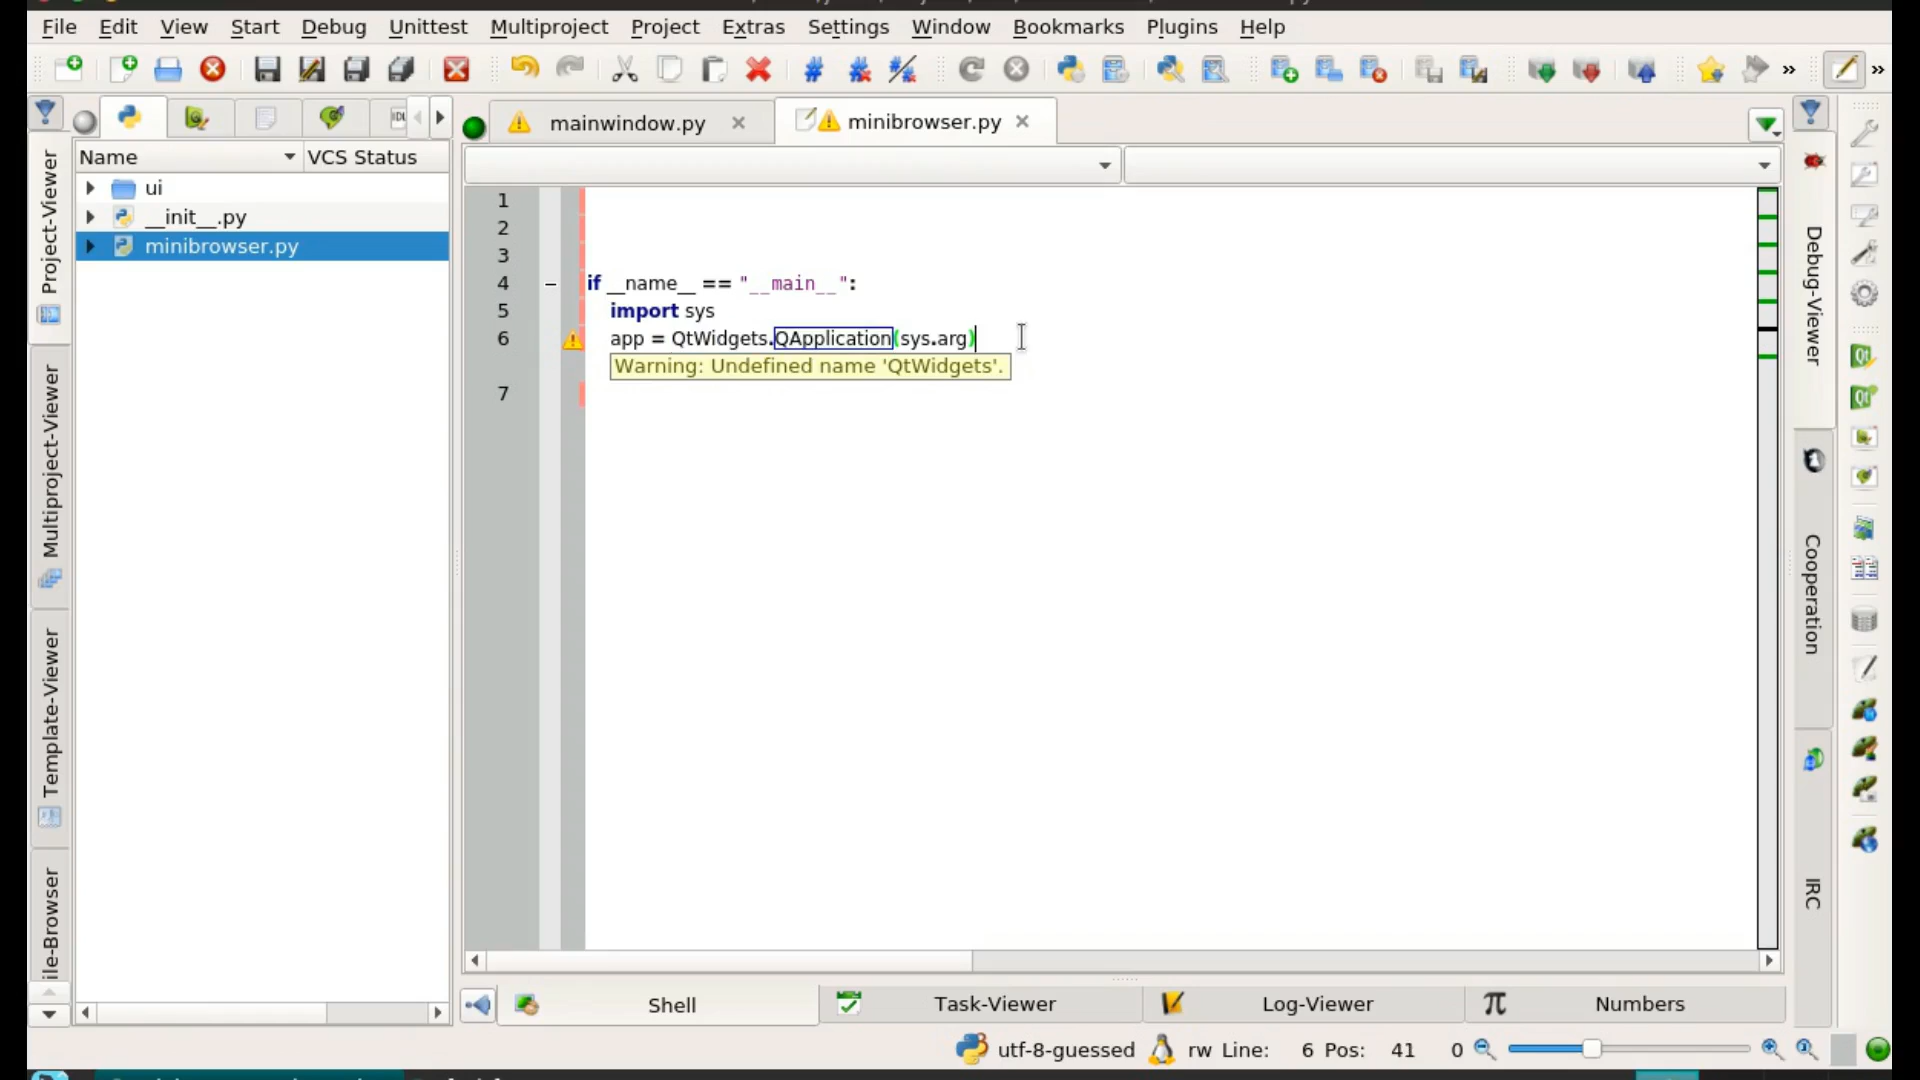 File Edit View Start Debug Unittest Multiproject Project Extras Settings Window Bookmarks Plugins Help
mainwindow.py
minibrowser.py
Name VCS Status
ui
__init__.py
minibrowser.py
Project-Viewer
Multiproject-Viewer
Template-Viewer
ile-Browser
1
2
3
4 if __name__ == "__main__":
5 import sys
6 app = QtWidgets.QApplication(sys.arg)
Warning: Undefined name 'QtWidgets'.
7
Debug-Viewer
Cooperation
IRC
Shell Task-Viewer Log-Viewer Numbers
utf-8-guessed rw Line: 6 Pos: 41 0